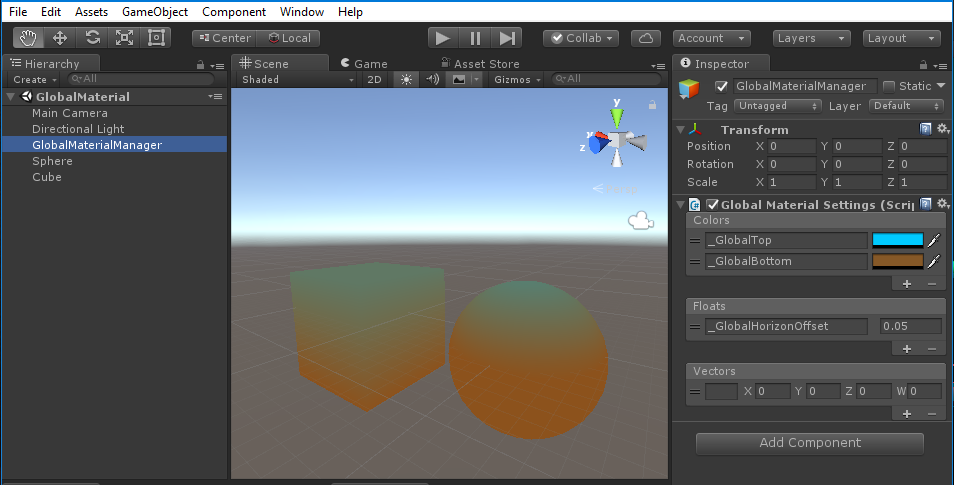 File Edit Assets GameObject Component Window Help
Center Local Collab Account Layers Layout
Hierarchy
Create All
GlobalMaterial
Main Camera
Directional Light
GlobalMaterialManager
Sphere
Cube
Scene Game Asset Store
Shaded 2D Gizmos All
y
x
z
Inspector
GlobalMaterialManager Static
Tag Untagged Layer Default
Transform
Position X 0 Y 0 Z 0
Rotation X 0 Y 0 Z 0
Scale X 1 Y 1 Z 1
C# Global Material Settings (Scrip
Colors
_GlobalTop
_GlobalBottom
+ −
Floats
_GlobalHorizonOffset 0.05
+ −
Vectors
X 0 Y 0 Z 0 W 0
+ −
Add Component